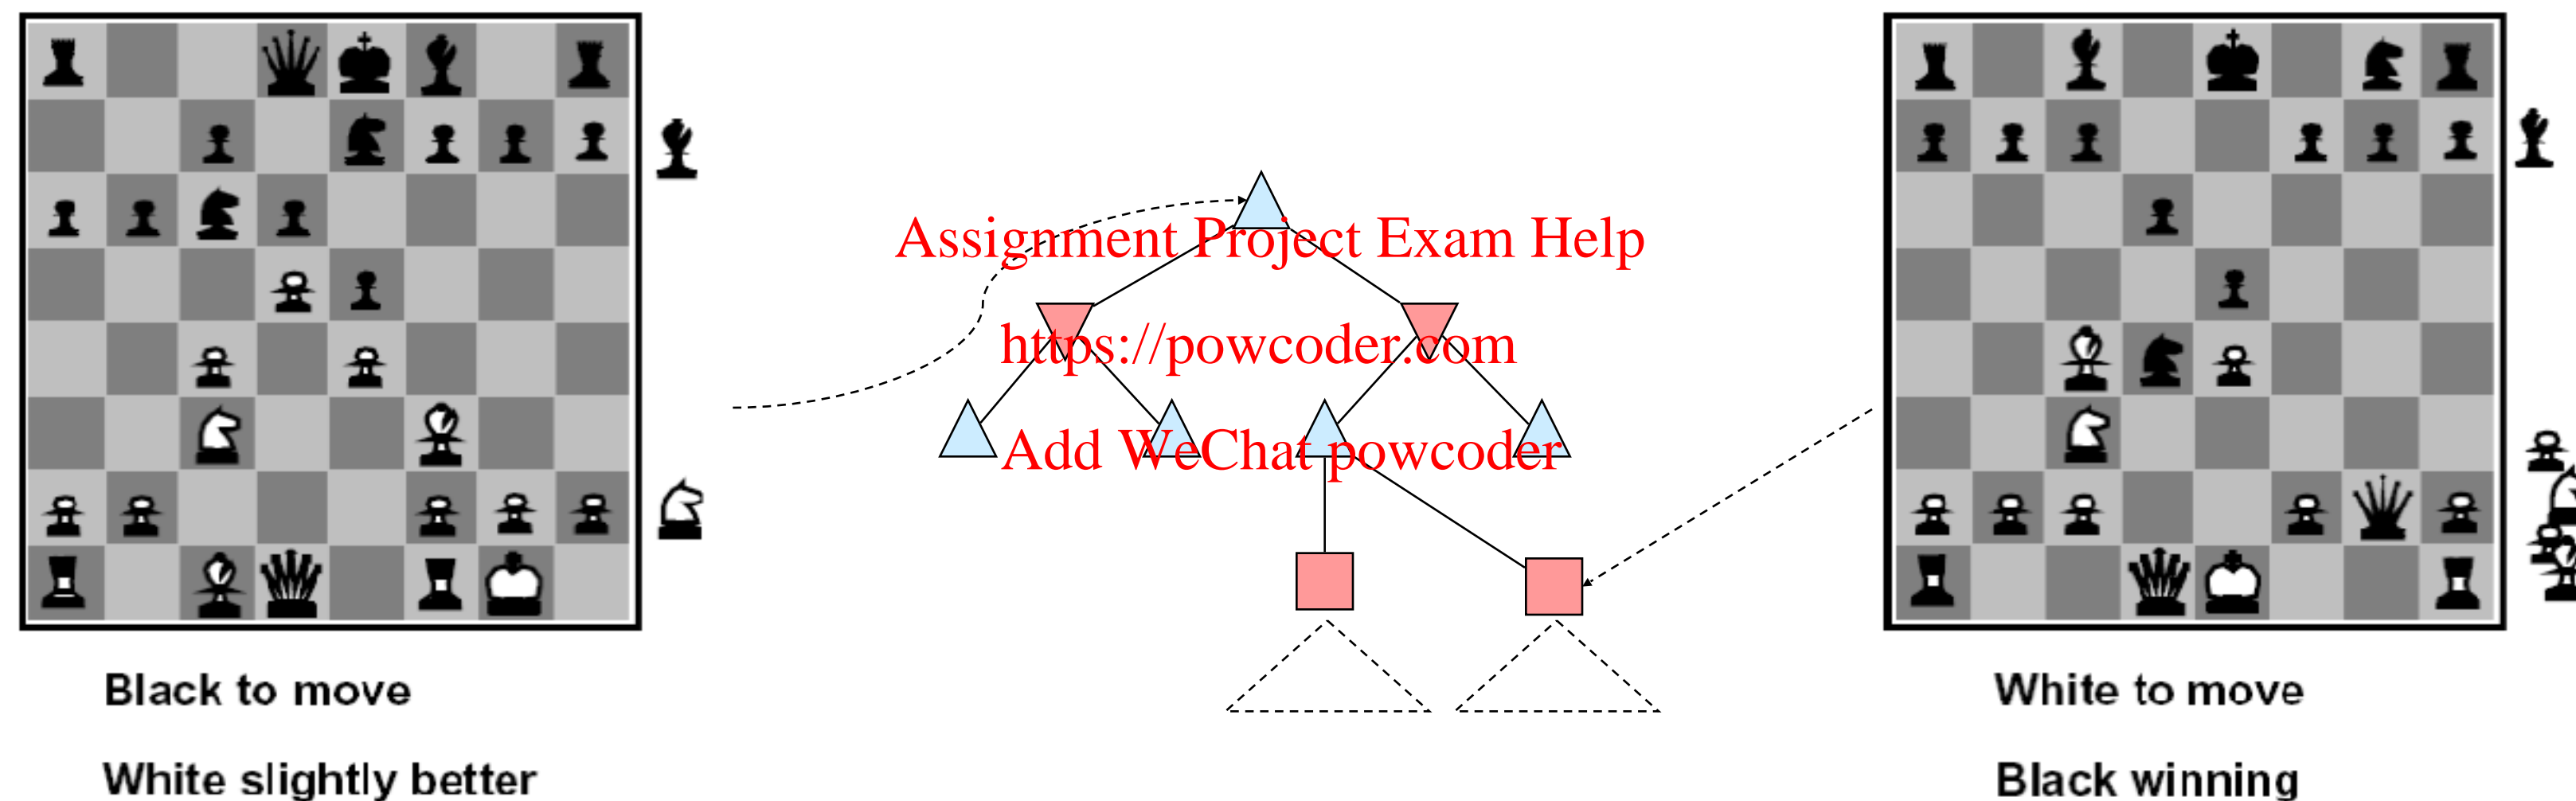 Assignment Project Exam Help
https://powcoder.com
Add WeChat powcoder
Black to move
White slightly better
White to move
Black winning